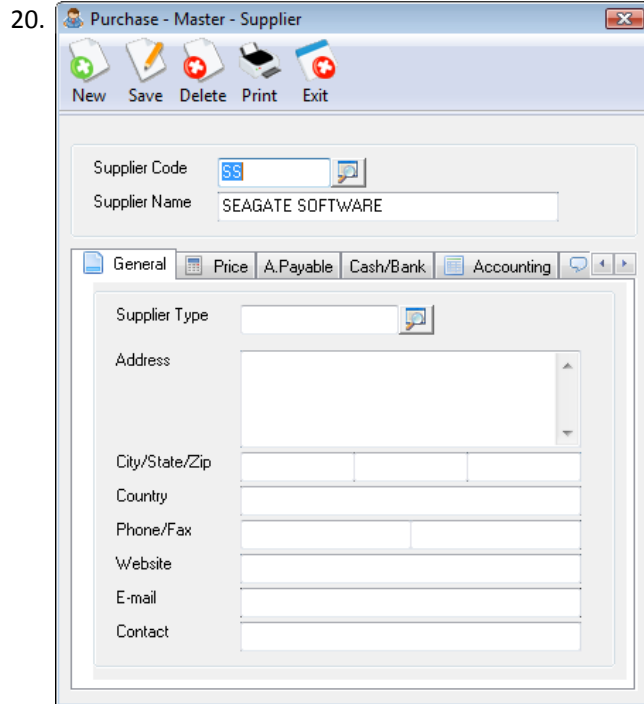 20.
Purchase - Master - Supplier
New Save Delete Print Exit
Supplier Code SS
Supplier Name SEAGATE SOFTWARE
General Price A.Payable Cash/Bank Accounting
Supplier Type
Address
City/State/Zip
Country
Phone/Fax
Website
E-mail
Contact